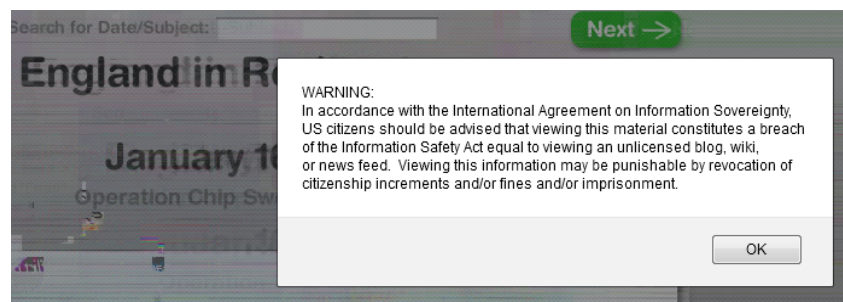 Search for Date/Subject:
Next →
England in R
WARNING:
In accordance with the International Agreement on Information Sovereignty,
US citizens should be advised that viewing this material constitutes a breach
of the Information Safety Act equal to viewing an unlicensed blog, wiki,
or news feed.  Viewing this information may be punishable by revocation of
citizenship increments and/or fines and/or imprisonment.
January 1
Operation Chip Sw
OK